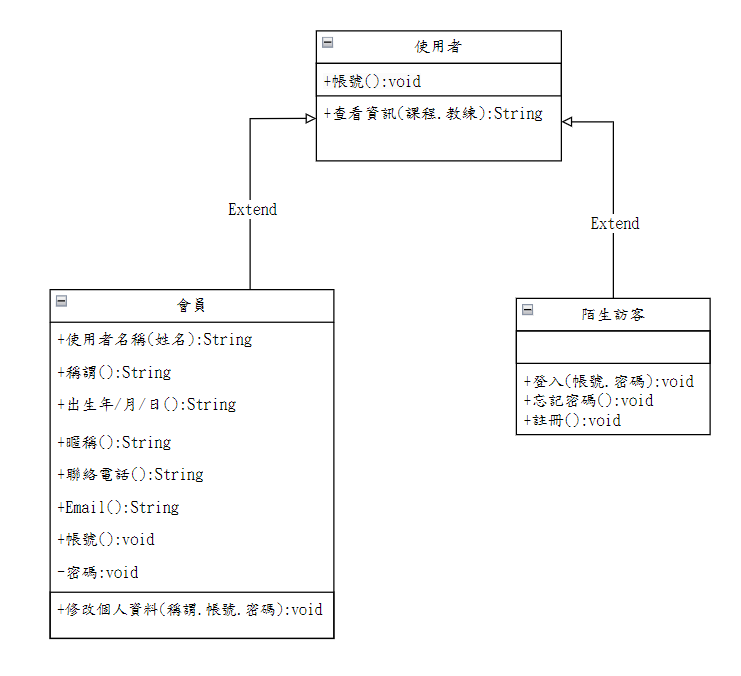 使用者
+帳號():void
+查看資訊(課程.教練):String
Extend
Extend
會員
+使用者名稱(姓名):String
+稱謂():String
+出生年/月/日():String
+暱稱():String
+聯絡電話():String
+Email():String
+帳號():void
-密碼:void
+修改個人資料(稱謂.帳號.密碼):void
陌生訪客
+登入(帳號.密碼):void
+忘記密碼():void
+註冊():void